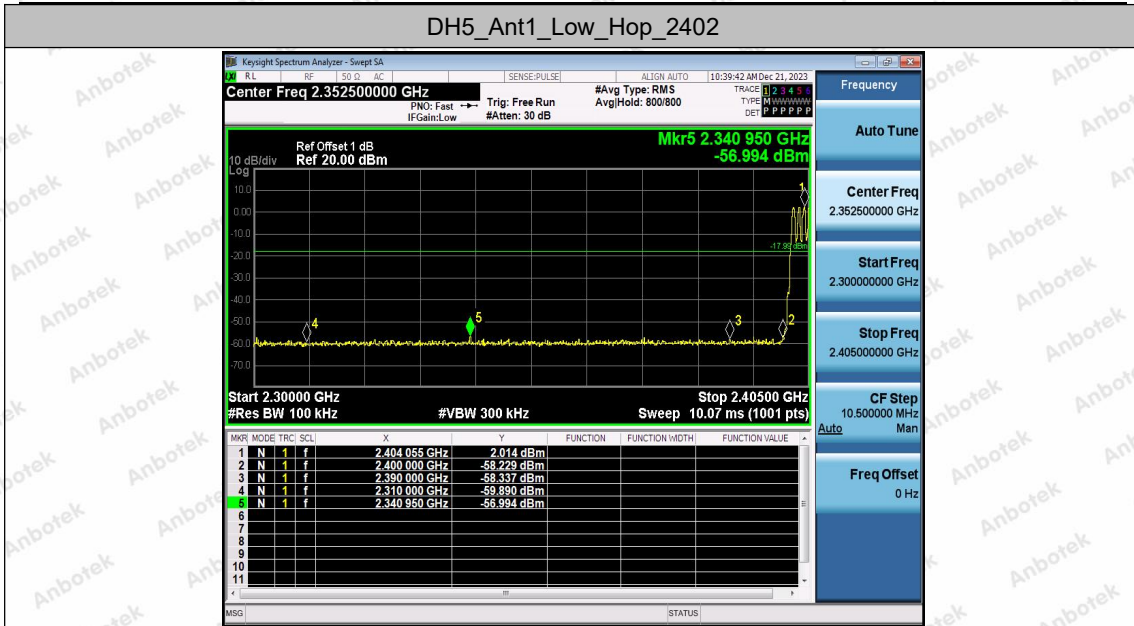 DH5_Ant1_Low_Hop_2402
Keysight Spectrum Analyzer - Swept SA
LXI RL RF 50 Ω AC SENSE:PULSE ALIGN AUTO 10:39:42 AM Dec 21, 2023
Center Freq 2.352500000 GHz
PNO: Fast
IFGain:Low
Trig: Free Run
#Atten: 30 dB
#Avg Type: RMS
Avg|Hold: 800/800
TRACE 1 2 3 4 5 6
TYPE M WWWWW
DET P P P P P P
Mkr5 2.340 950 GHz
-56.994 dBm
Ref Offset 1 dB
10 dB/div Ref 20.00 dBm
Log
10.0
0.00
-10.0
-20.0
-30.0
-40.0
-50.0
-60.0
-70.0
1
-17.99 dBm
4
5
3
2
Start 2.30000 GHz Stop 2.40500 GHz
#Res BW 100 kHz #VBW 300 kHz Sweep 10.07 ms (1001 pts)
MKR MODE TRC SCL X Y FUNCTION FUNCTION WIDTH FUNCTION VALUE
1 N 1 f 2.404 055 GHz 2.014 dBm
2 N 1 f 2.400 000 GHz -58.229 dBm
3 N 1 f 2.390 000 GHz -58.337 dBm
4 N 1 f 2.310 000 GHz -59.890 dBm
5 N 1 f 2.340 950 GHz -56.994 dBm
6
7
8
9
10
11
MSG STATUS
Frequency
Auto Tune
Center Freq
2.352500000 GHz
Start Freq
2.300000000 GHz
Stop Freq
2.405000000 GHz
CF Step
10.500000 MHz
Auto Man
Freq Offset
0 Hz
Anbotek